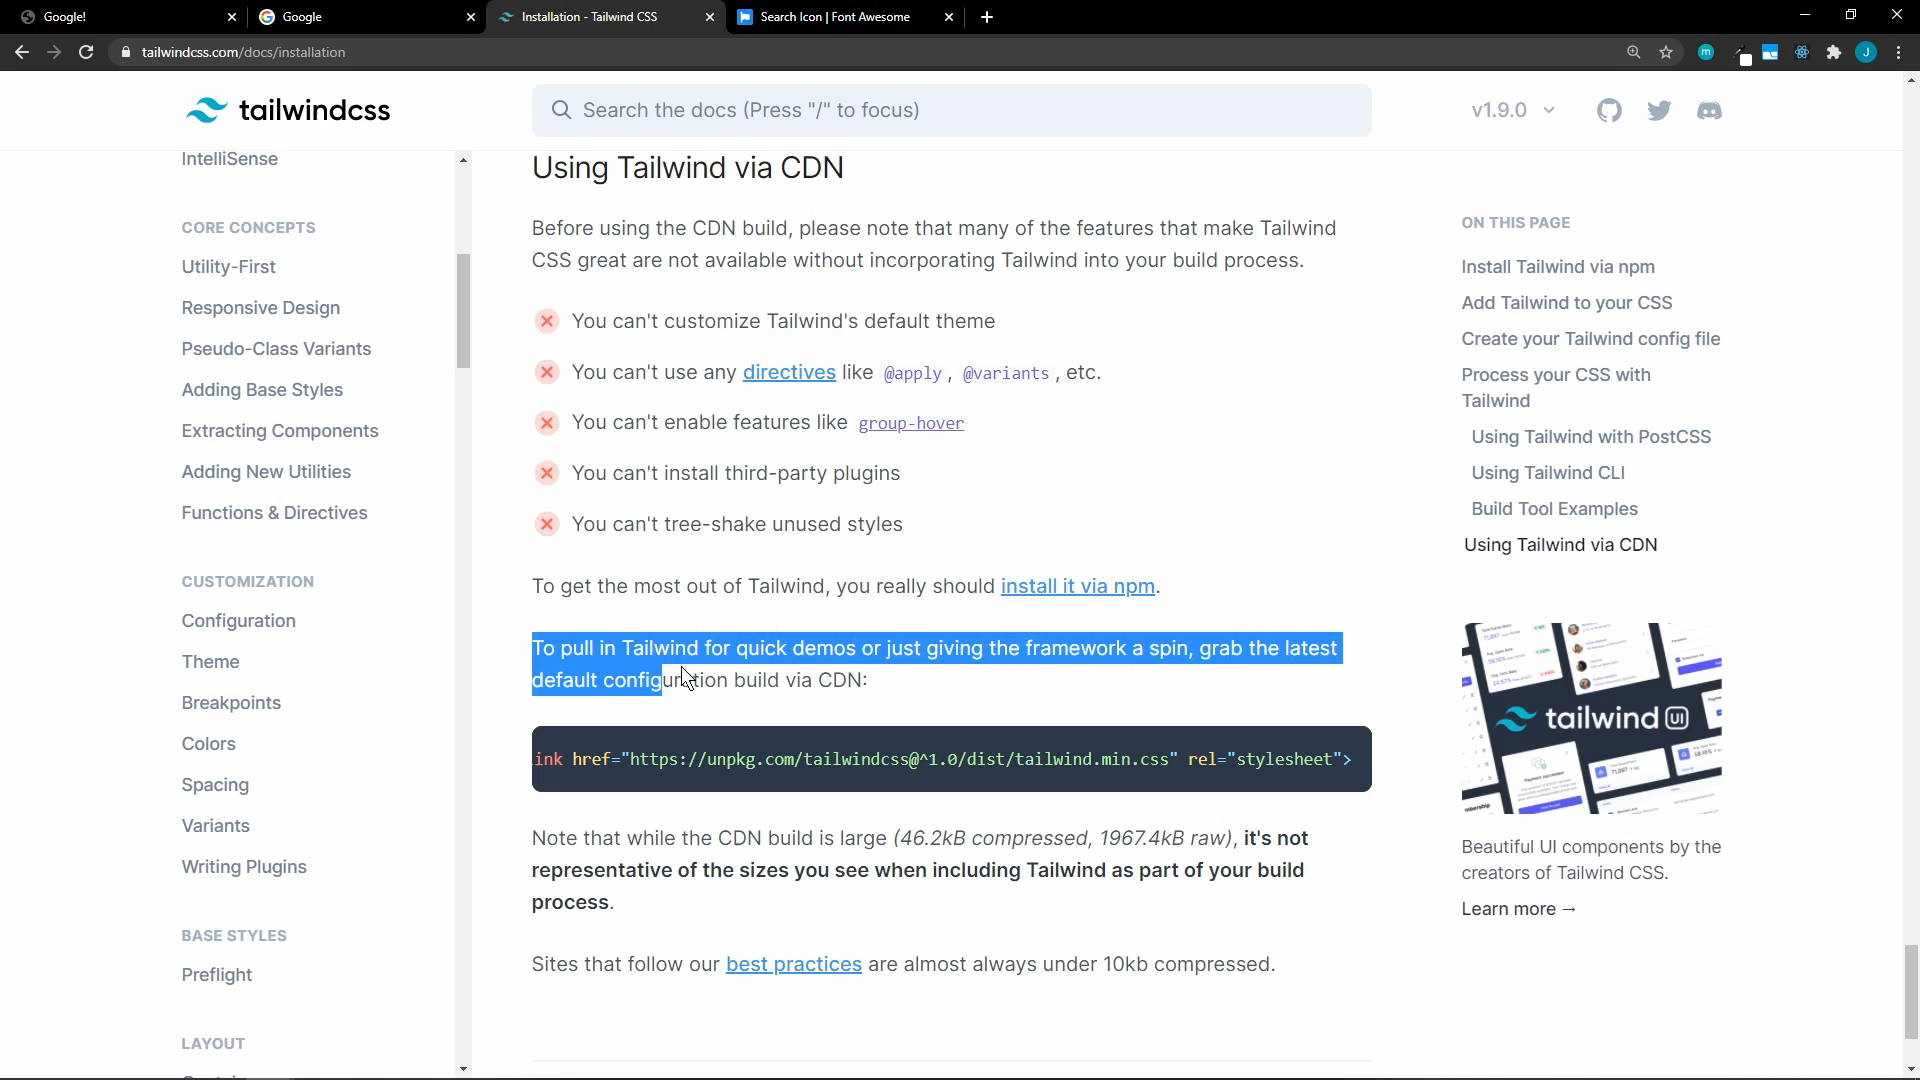 Google!
Google
Installation - Tailwind CSS
Search Icon | Font Awesome
tailwindcss.com/docs/installation
m
J
tailwindcss
Search the docs (Press "/" to focus)
v1.9.0
IntelliSense
CORE CONCEPTS
Utility-First
Responsive Design
Pseudo-Class Variants
Adding Base Styles
Extracting Components
Adding New Utilities
Functions & Directives
CUSTOMIZATION
Configuration
Theme
Breakpoints
Colors
Spacing
Variants
Writing Plugins
BASE STYLES
Preflight
LAYOUT
Using Tailwind via CDN
Before using the CDN build, please note that many of the features that make Tailwind
CSS great are not available without incorporating Tailwind into your build process.
You can't customize Tailwind's default theme
You can't use any directives like @apply, @variants, etc.
You can't enable features like group-hover
You can't install third-party plugins
You can't tree-shake unused styles
To get the most out of Tailwind, you really should install it via npm.
To pull in Tailwind for quick demos or just giving the framework a spin, grab the latest
default configuration build via CDN:
ink href="https://unpkg.com/tailwindcss@^1.0/dist/tailwind.min.css" rel="stylesheet">
Note that while the CDN build is large (46.2kB compressed, 1967.4kB raw), it's not
representative of the sizes you see when including Tailwind as part of your build
process.
Sites that follow our best practices are almost always under 10kb compressed.
ON THIS PAGE
Install Tailwind via npm
Add Tailwind to your CSS
Create your Tailwind config file
Process your CSS with
Tailwind
Using Tailwind with PostCSS
Using Tailwind CLI
Build Tool Examples
Using Tailwind via CDN
tailwind UI
Beautiful UI components by the
creators of Tailwind CSS.
Learn more →